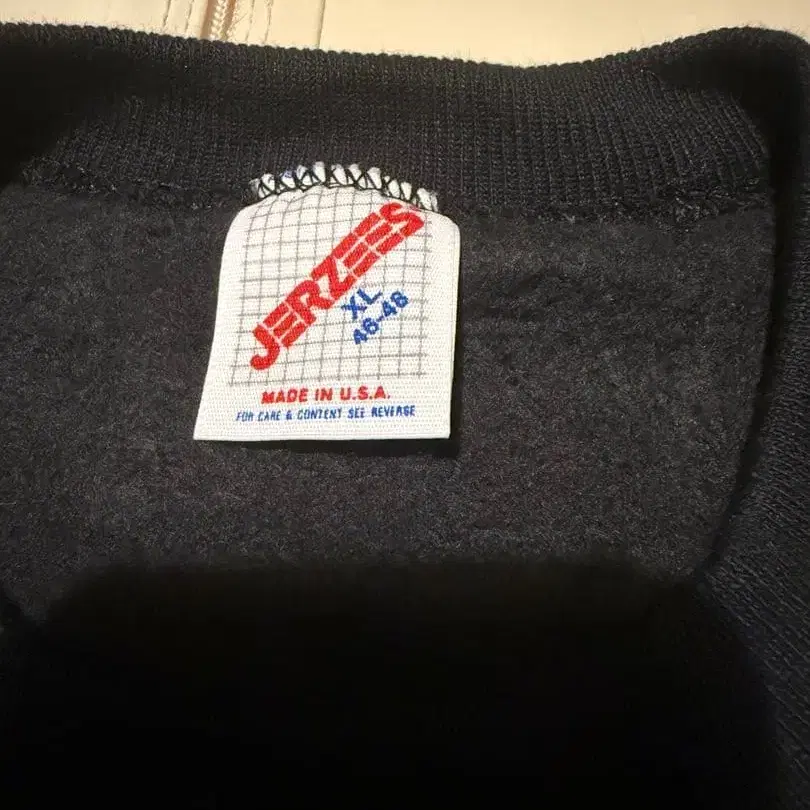 JERZEES
XL
46-48
MADE IN U.S.A.
FOR CARE & CONTENT SEE REVERSE